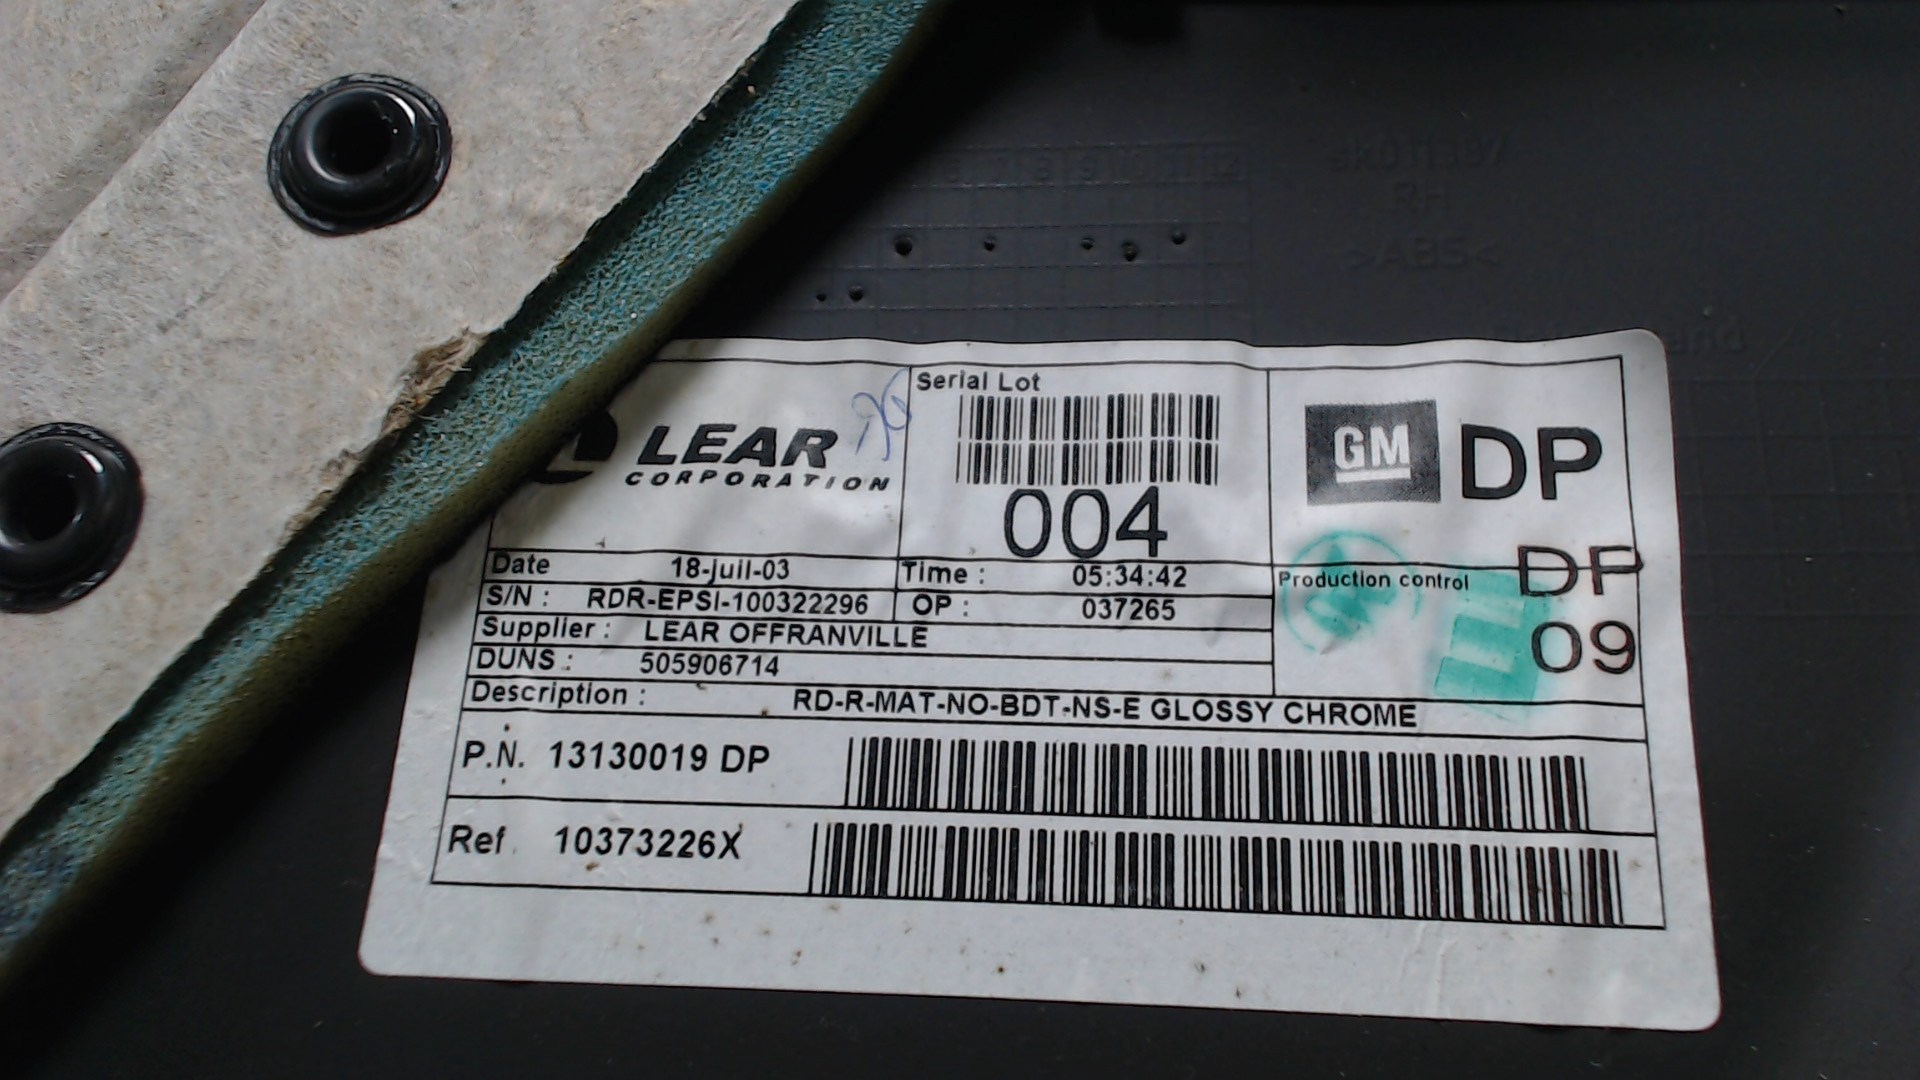 RH
>ABS<
LEAR
CORPORATION
Serial Lot
004
GM DP
Date 18-juil-03 Time : 05:34:42
Production control DP
09
S/N : RDR-EPSI-100322296 OP : 037265
Supplier : LEAR OFFRANVILLE
DUNS : 505906714
Description : RD-R-MAT-NO-BDT-NS-E GLOSSY CHROME
P.N. 13130019 DP
Ref. 10373226X